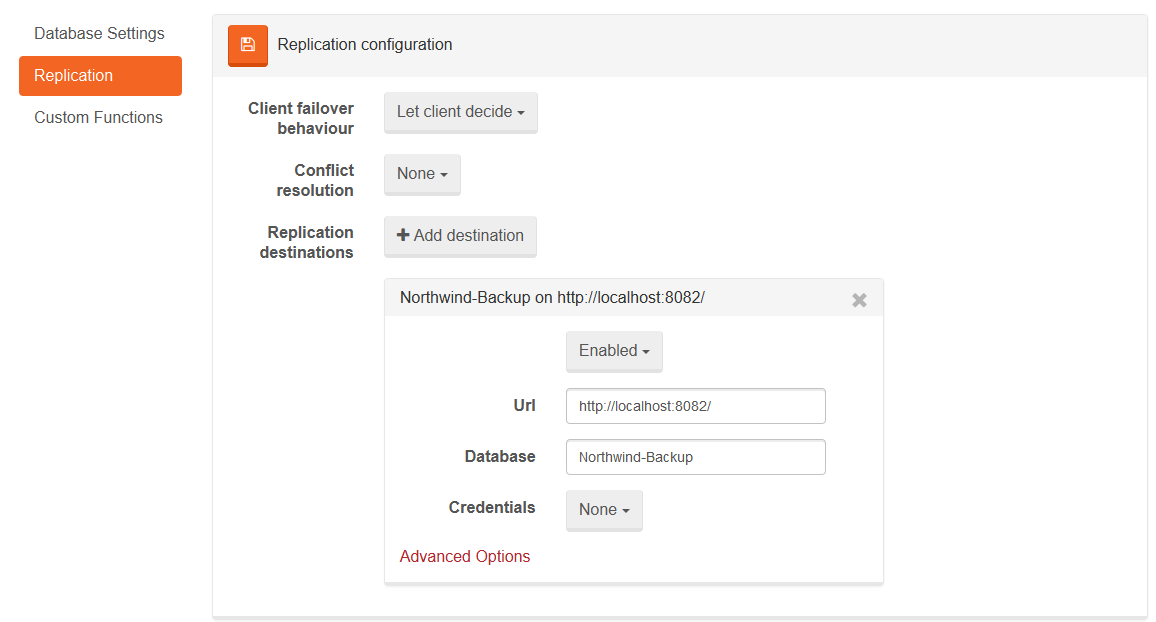 Database Settings
Replication
Custom Functions
Replication configuration
Client failover
behaviour
Let client decide
Conflict
resolution
None
Replication
destinations
Add destination
Northwind-Backup on http://localhost:8082/
Enabled
Url
http://localhost:8082/
Database
Northwind-Backup
Credentials
None
Advanced Options